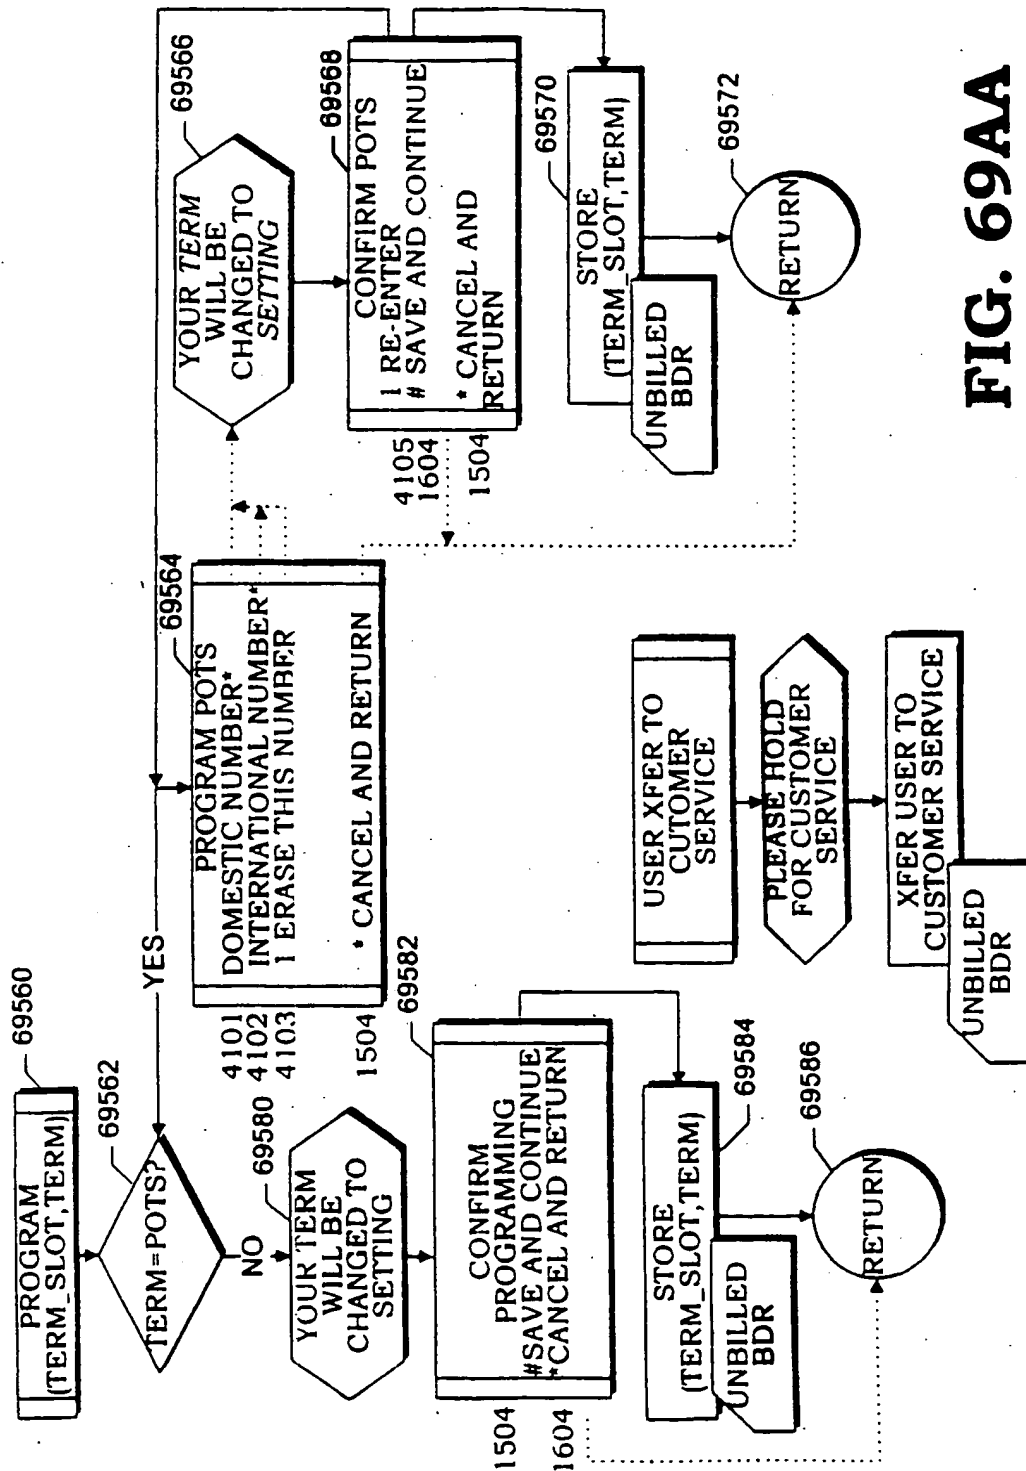 69560
PROGRAM
(TERM_SLOT,TERM)
69562
TERM=POTS?
YES
NO
69564
PROGRAM POTS
DOMESTIC NUMBER*
INTERNATIONAL NUMBER*
1 ERASE THIS NUMBER
* CANCEL AND RETURN
4101
4102
4103
1504
69566
YOUR TERM
WILL BE
CHANGED TO
SETTING
69568
CONFIRM POTS
1 RE-ENTER
# SAVE AND CONTINUE
* CANCEL AND
RETURN
4105
1604
1504
69570
STORE
(TERM_SLOT,TERM)
UNBILLED
BDR
69572
RETURN
69580
YOUR TERM
WILL BE
CHANGED TO
SETTING
69582
CONFIRM
PROGRAMMING
#SAVE AND CONTINUE
*CANCEL AND RETURN
1504
1604
69584
STORE
(TERM_SLOT,TERM)
UNBILLED
BDR
69586
RETURN
USER XFER TO
CUTOMER
SERVICE
PLEASE HOLD
FOR CUSTOMER
SERVICE
XFER USER TO
CUSTOMER SERVICE
UNBILLED
BDR
FIG. 69AA